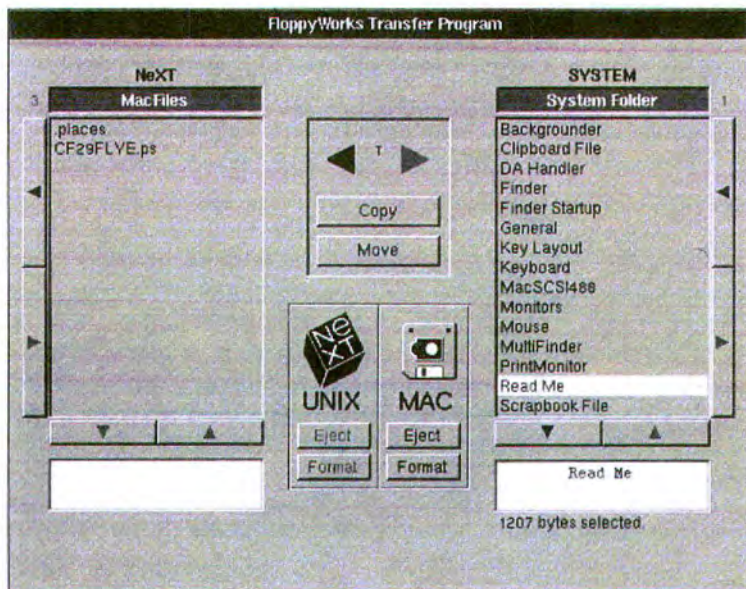 FloppyWorks Transfer Program
NeXT
3
MacFiles
.places
CF29FLYE.ps
T
Copy
Move
NeXT
UNIX
Eject
Format
MAC
Eject
Format
SYSTEM
System Folder
1
Backgrounder
Clipboard File
DA Handler
Finder
Finder Startup
General
Key Layout
Keyboard
MacSCSI488
Monitors
Mouse
MultiFinder
PrintMonitor
Read Me
Scrapbook File
Read Me
1207 bytes selected.